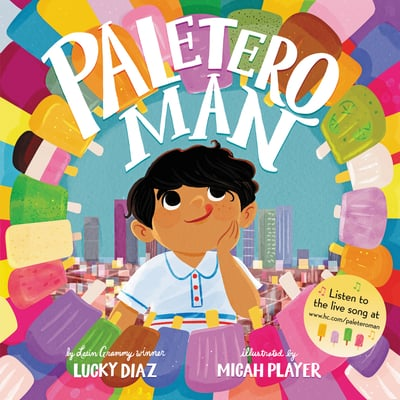 PALETERO
MAN
Listen to
the live song at
www.hc.com/paleteroman
by Latin Grammy winner
LUCKY DIAZ
illustrated by
MICAH PLAYER